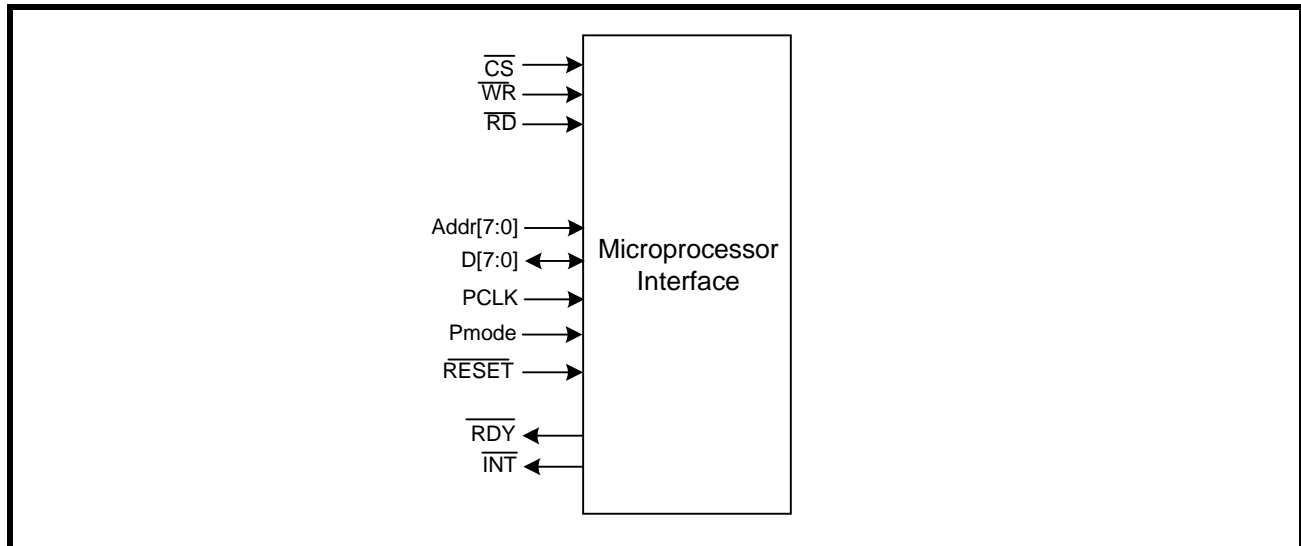 CS
WR
RD
Addr[7:0]
D[7:0]
PCLK
Pmode
RESET
RDY
INT
Microprocessor
Interface